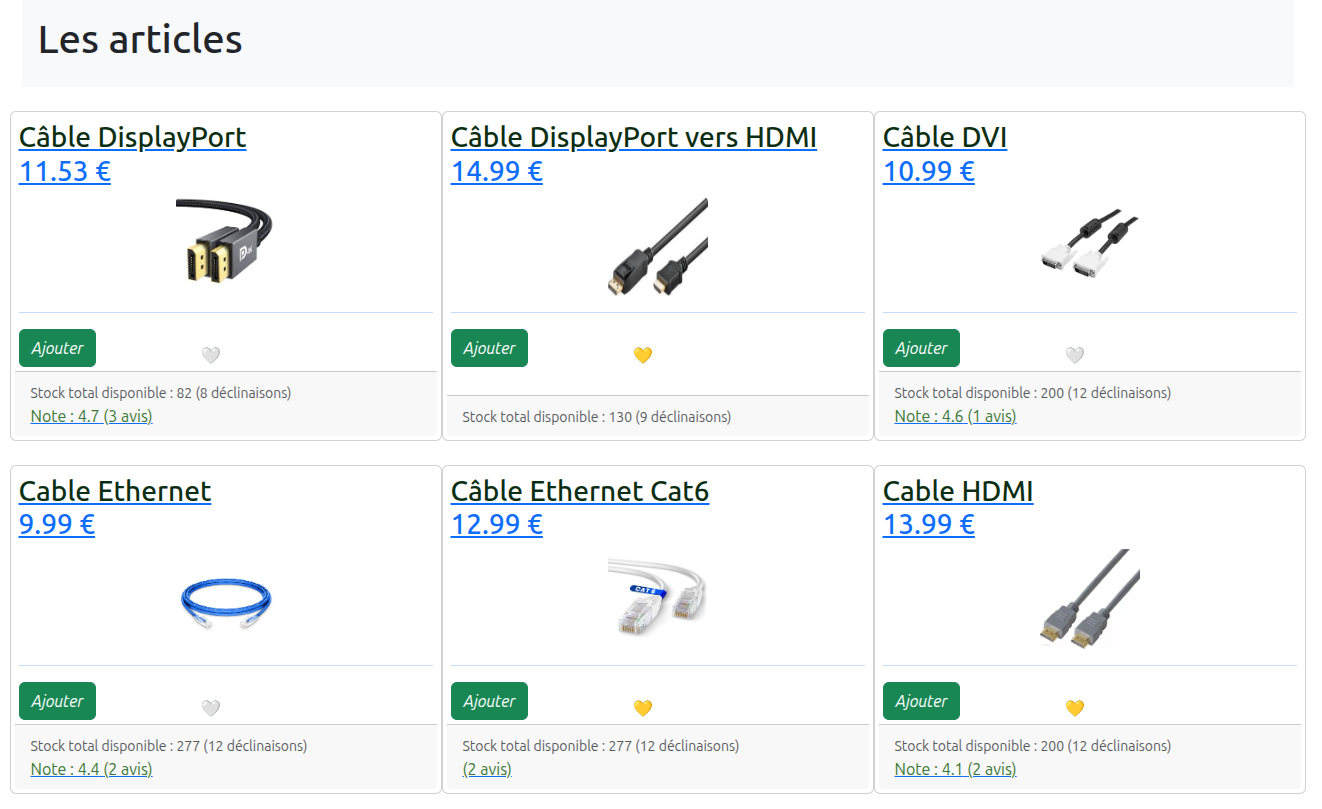 Les articles
Câble DisplayPort
11.53 €
Ajouter
Stock total disponible : 82 (8 déclinaisons)
Note : 4.7 (3 avis)
Câble DisplayPort vers HDMI
14.99 €
Ajouter
Stock total disponible : 130 (9 déclinaisons)
Câble DVI
10.99 €
Ajouter
Stock total disponible : 200 (12 déclinaisons)
Note : 4.6 (1 avis)
Cable Ethernet
9.99 €
Ajouter
Stock total disponible : 277 (12 déclinaisons)
Note : 4.4 (2 avis)
Câble Ethernet Cat6
12.99 €
CAT6
Ajouter
Stock total disponible : 277 (12 déclinaisons)
(2 avis)
Cable HDMI
13.99 €
Ajouter
Stock total disponible : 200 (12 déclinaisons)
Note : 4.1 (2 avis)